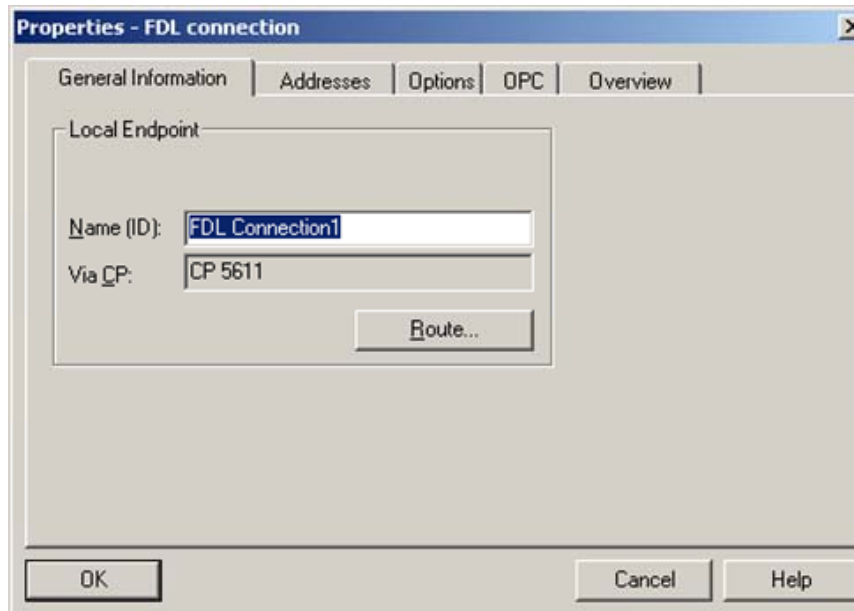 Properties - FDL connection
General Information Addresses Options OPC Overview
Local Endpoint
Name (ID): FDL Connection1
Via CP: CP 5611
Route...
OK Cancel Help